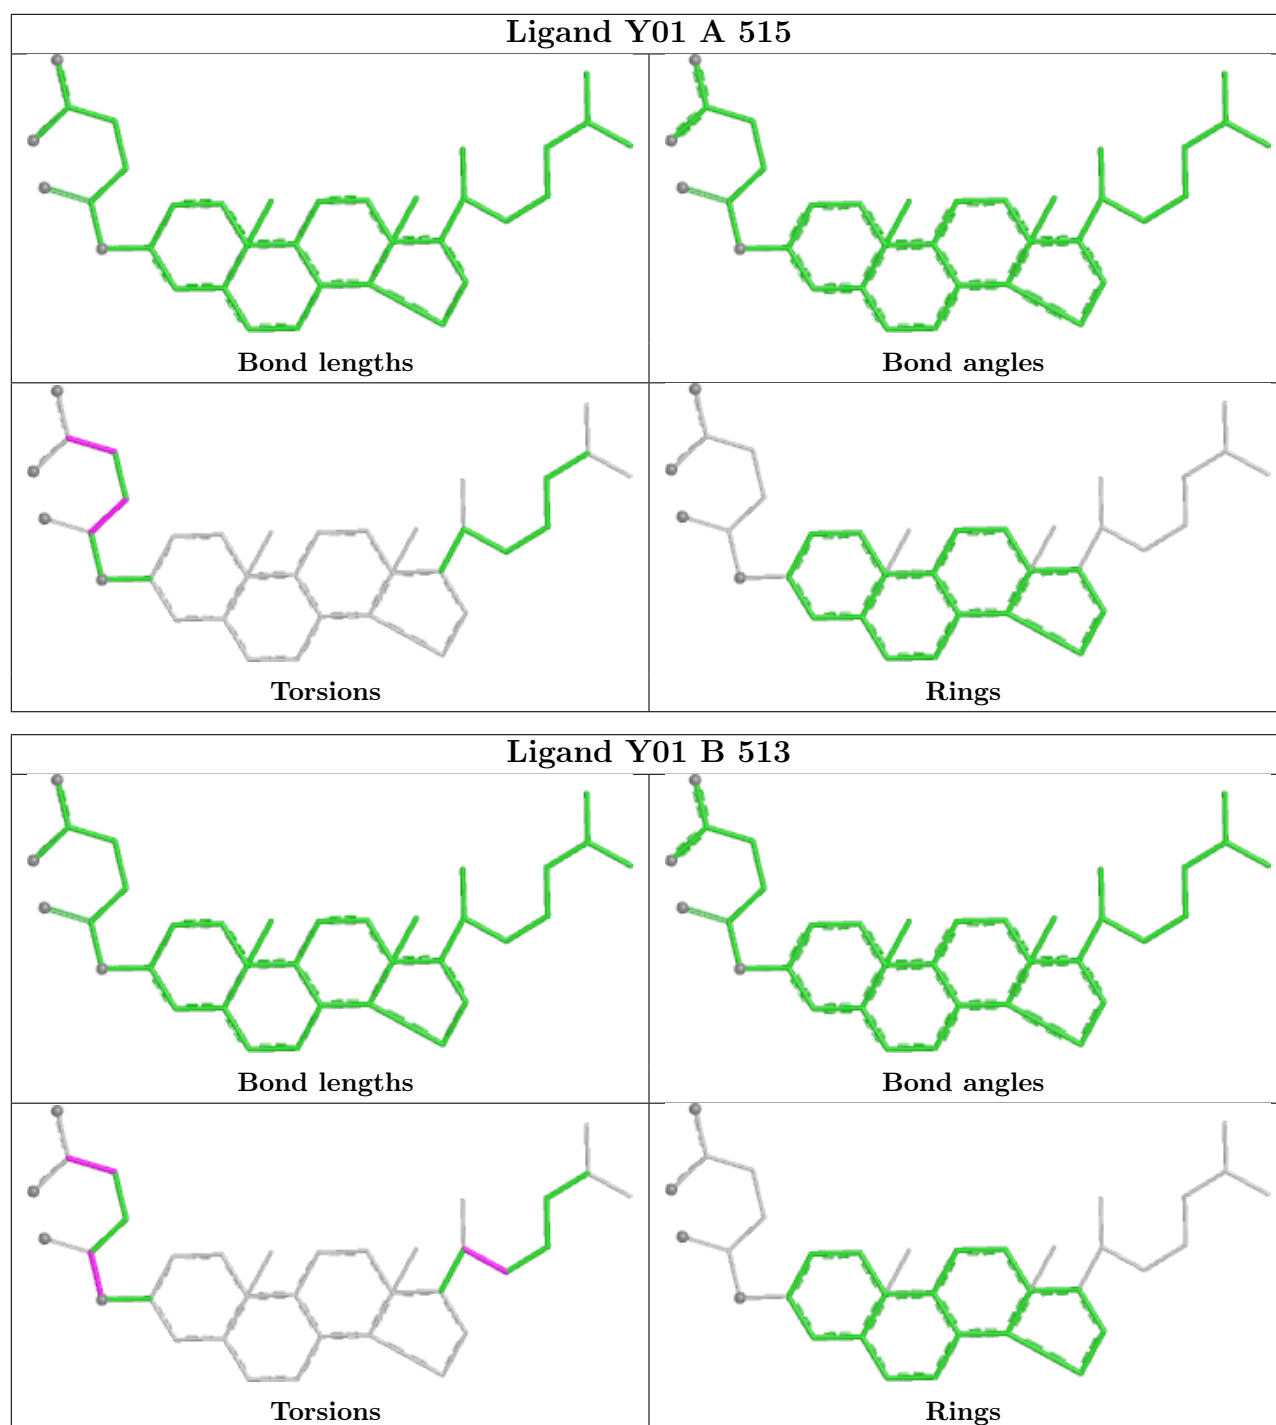 Ligand Y01 A 515
Bond lengths
Bond angles
Torsions
Rings
Ligand Y01 B 513
Bond lengths
Bond angles
Torsions
Rings